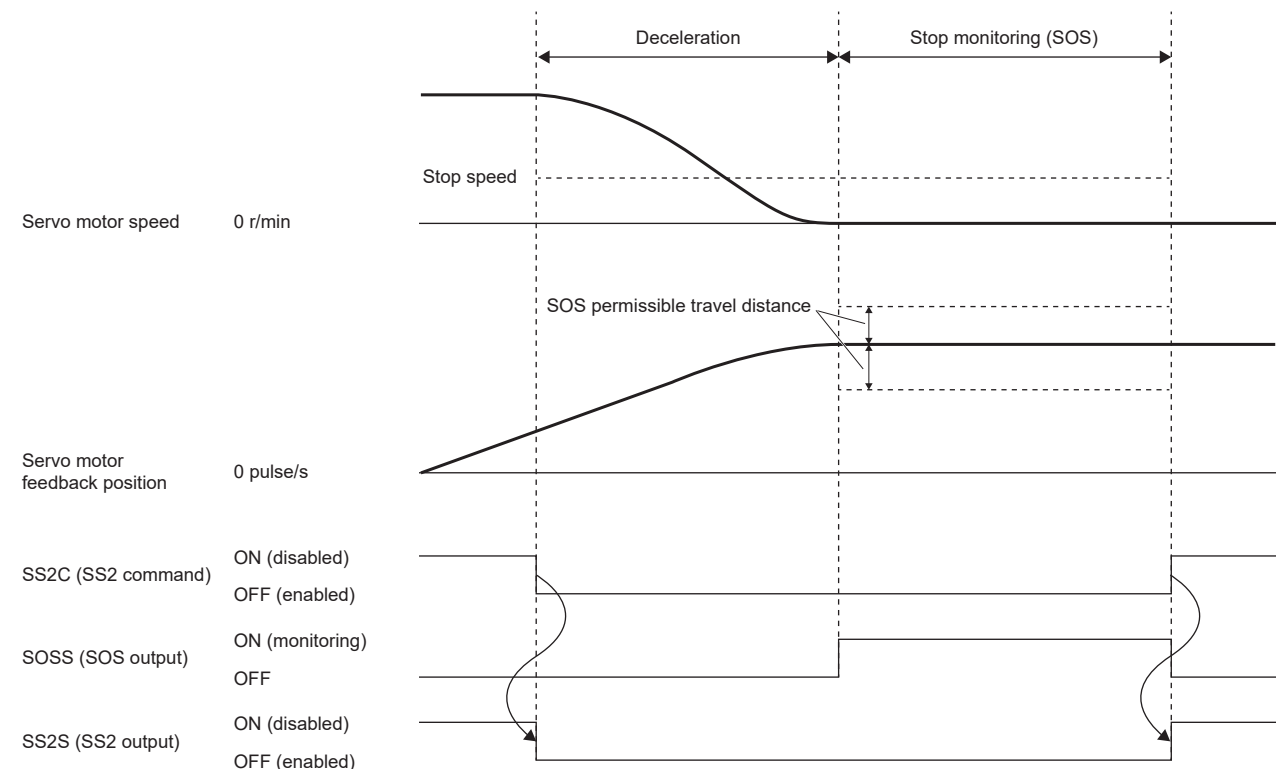 Deceleration
Stop monitoring (SOS)
Stop speed
Servo motor speed
0 r/min
SOS permissible travel distance
Servo motor
feedback position
0 pulse/s
SS2C (SS2 command)
ON (disabled)
OFF (enabled)
SOSS (SOS output)
ON (monitoring)
OFF
SS2S (SS2 output)
ON (disabled)
OFF (enabled)